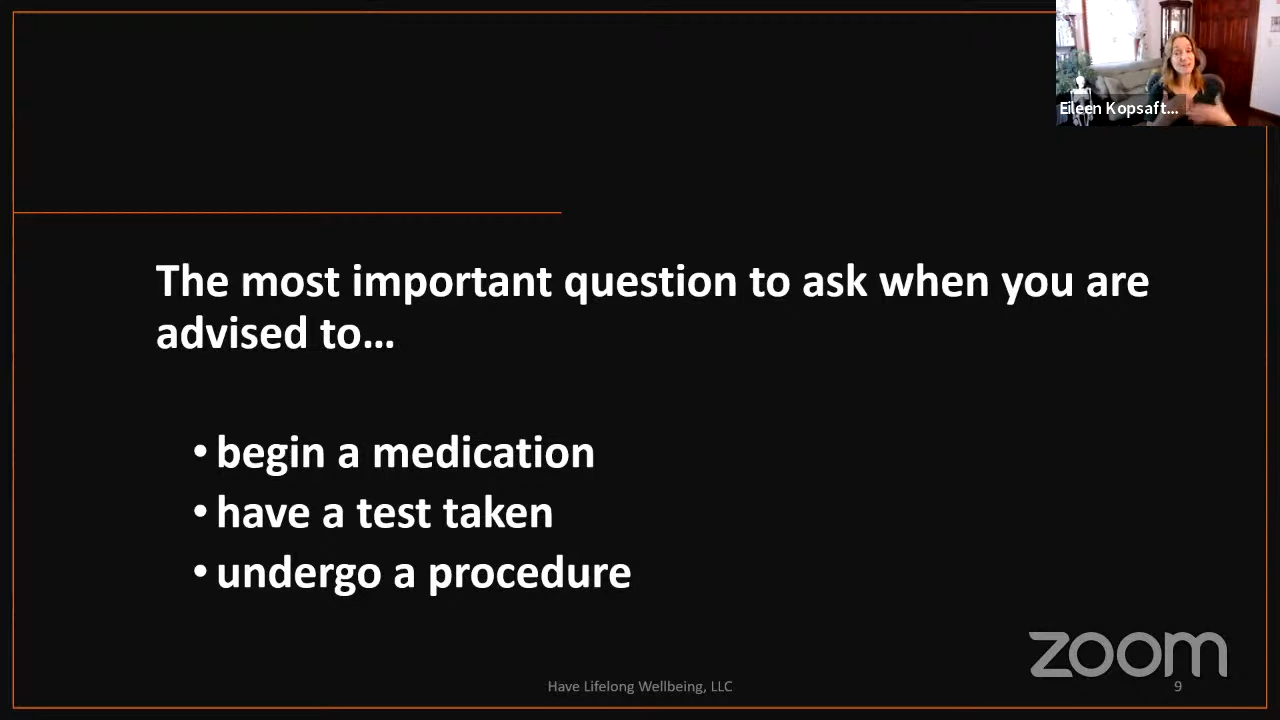 Eileen Kopsaft...
The most important question to ask when you are
advised to...
• begin a medication
• have a test taken
• undergo a procedure
zoom
Have Lifelong Wellbeing, LLC
9